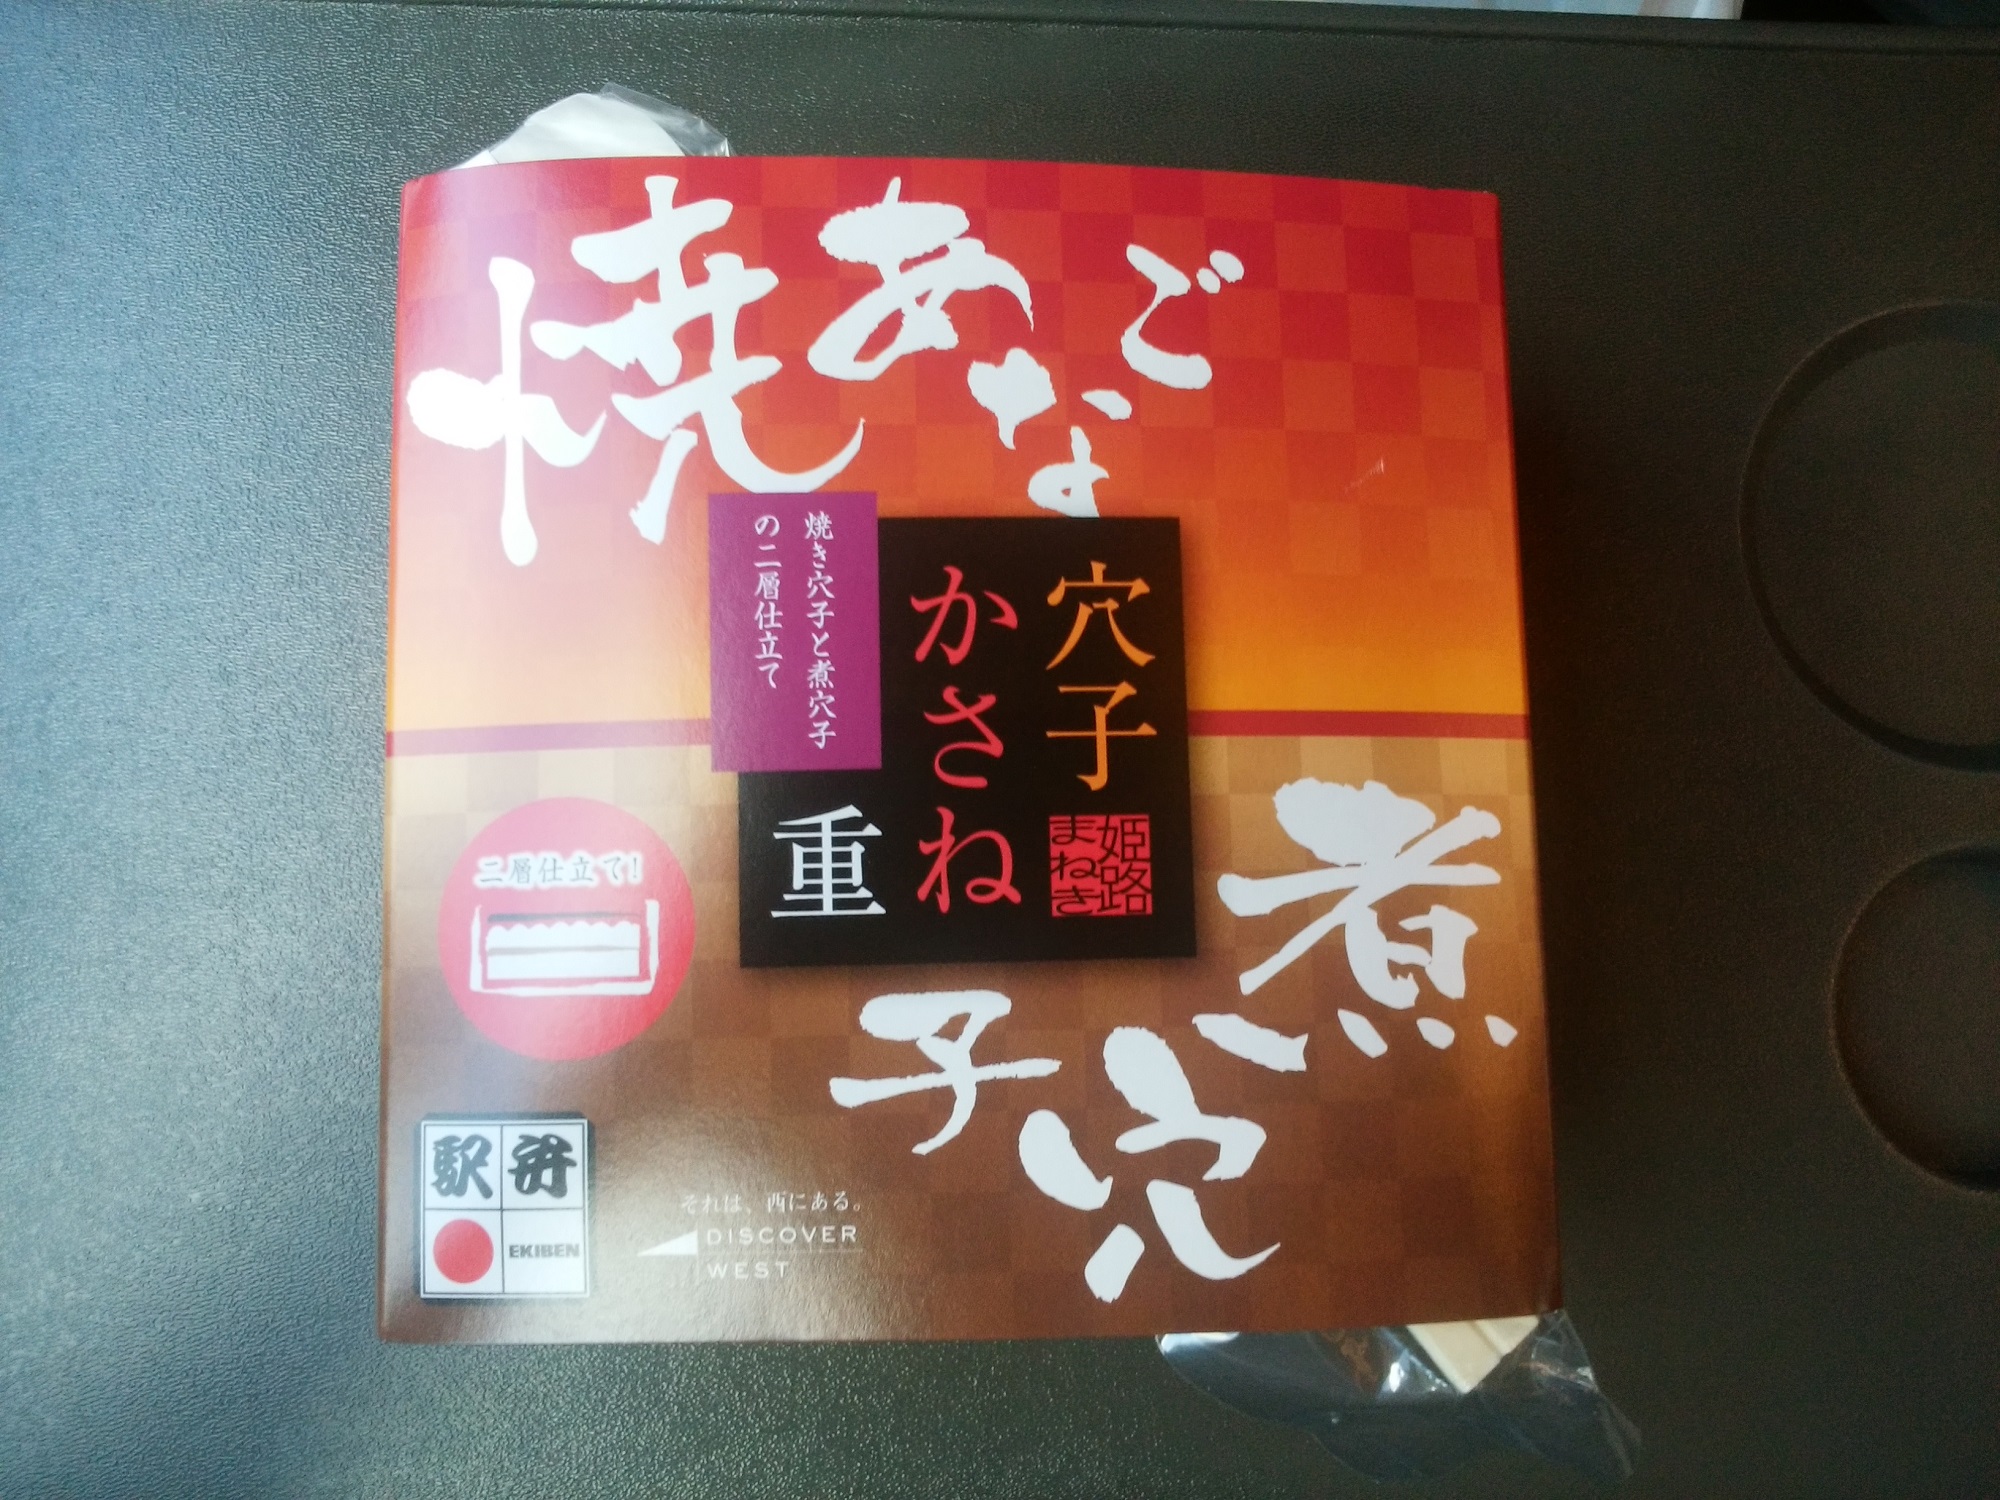 焼あなご
穴子
かさね
重
姫路
まねき
焼き穴子と煮穴子
の二層仕立て
煮穴子
二層仕立て!
駅弁
EKIBEN
それは、西にある。
DISCOVER
WEST